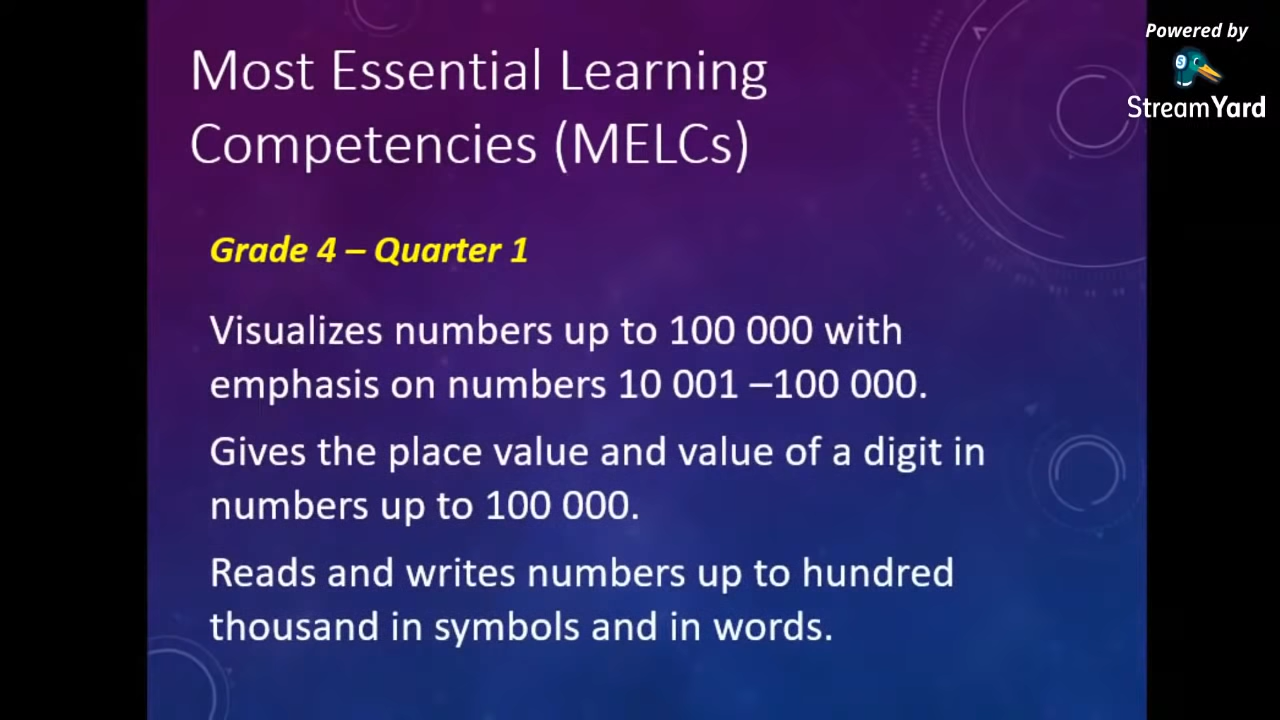 Most Essential Learning
Competencies (MELCs)
Powered by
StreamYard
Grade 4 – Quarter 1
Visualizes numbers up to 100 000 with
emphasis on numbers 10 001 –100 000.
Gives the place value and value of a digit in
numbers up to 100 000.
Reads and writes numbers up to hundred
thousand in symbols and in words.